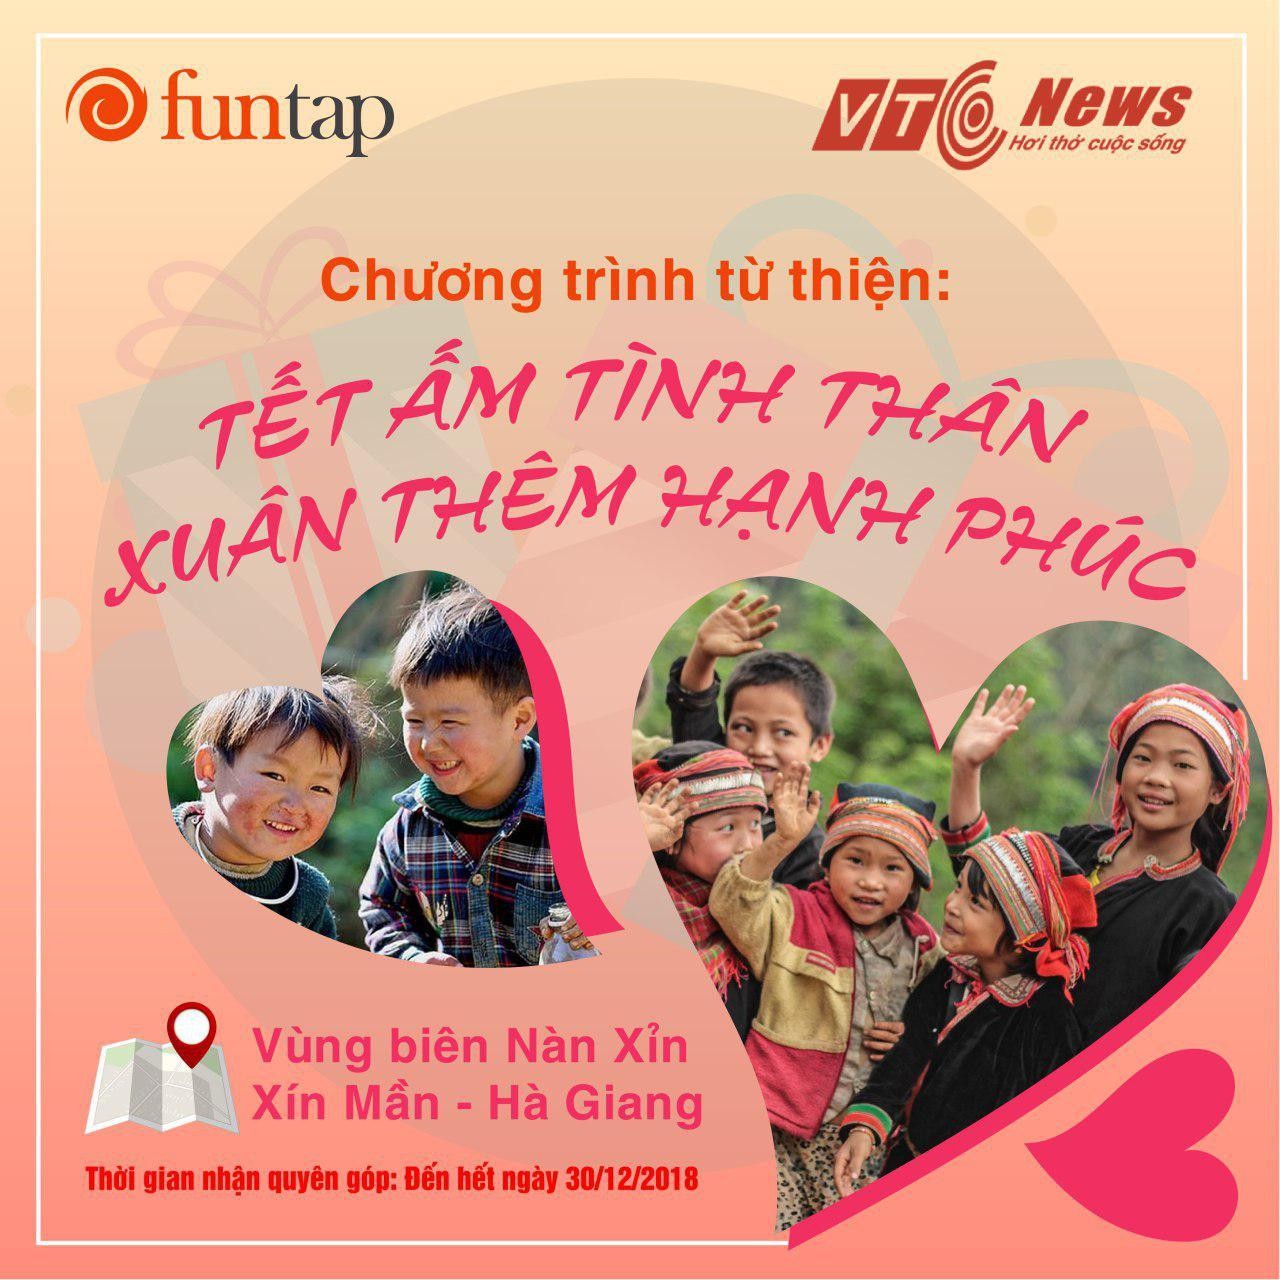 funtap
VTC News
Hơi thở cuộc sống
Chương trình từ thiện:
TẾT ẤM TÌNH THÂN
XUÂN THÊM HẠNH PHÚC
Vùng biên Nàn Xỉn
Xín Mần - Hà Giang
Thời gian nhận quyên góp: Đến hết ngày 30/12/2018